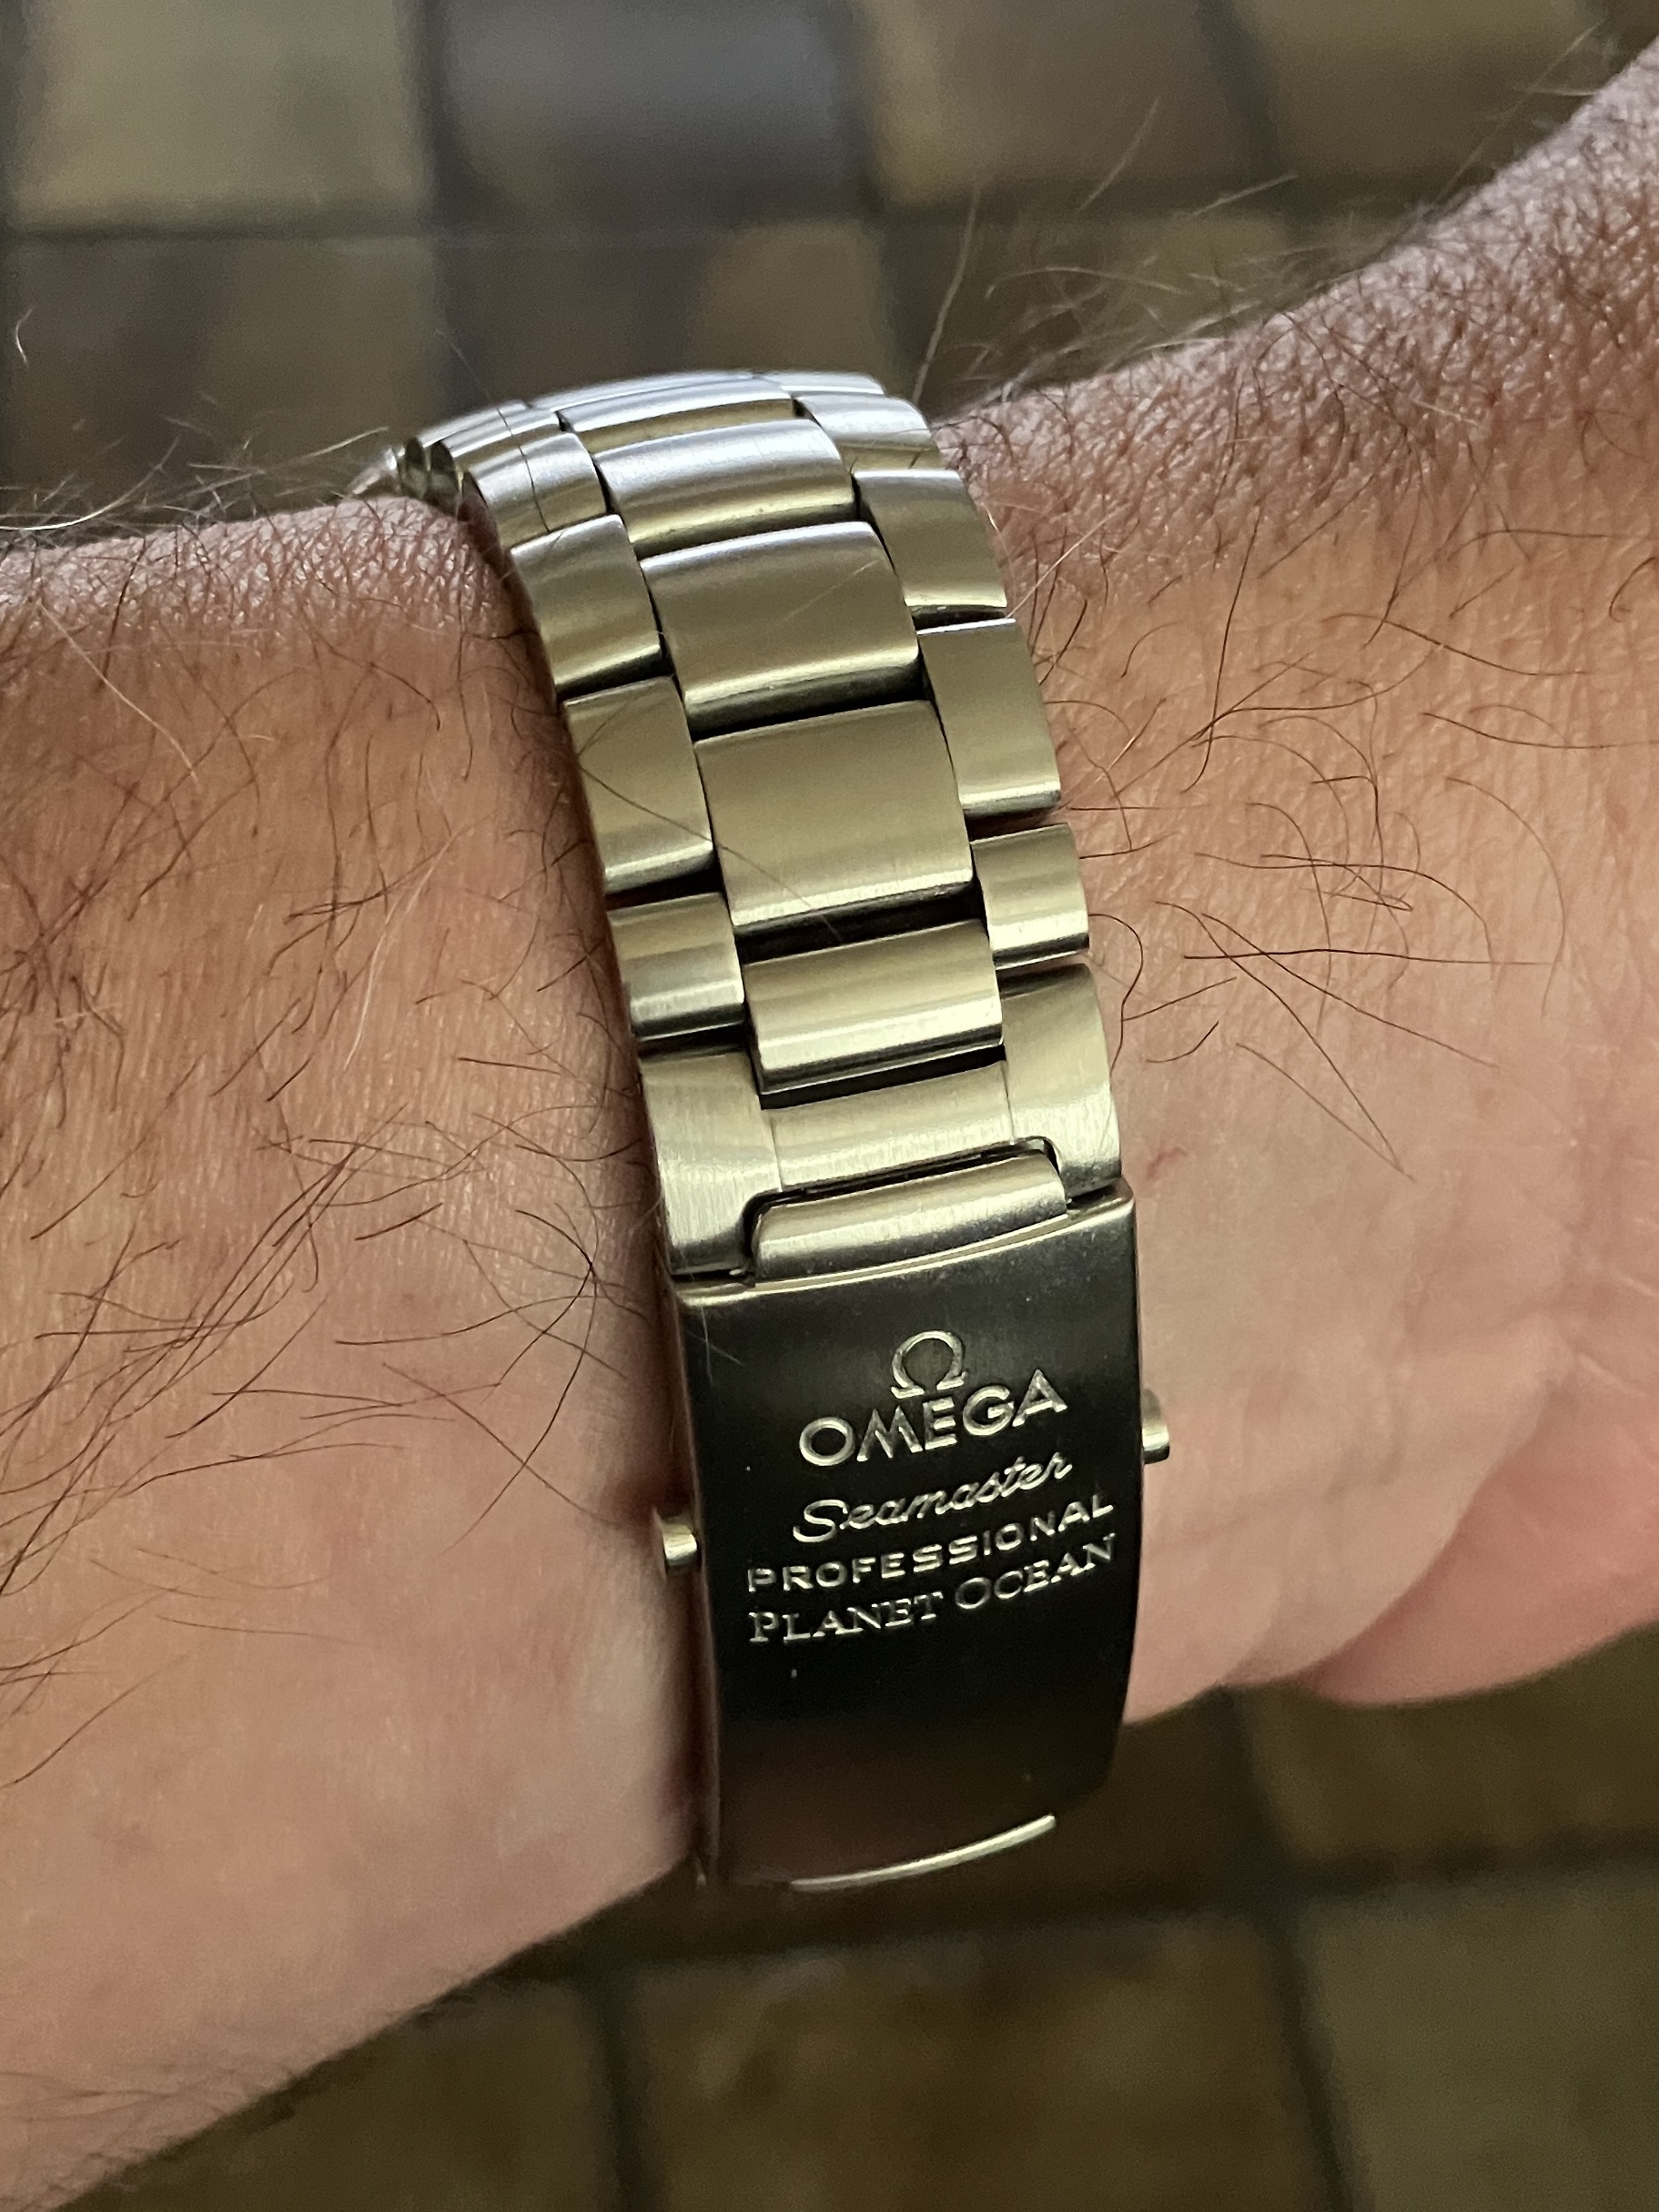 Ω
OMEGA
Seamaster
PROFESSIONAL
PLANET OCEAN